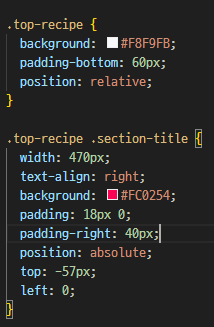 .top-recipe {
background: #F8F9FB;
padding-bottom: 60px;
position: relative;
}
.top-recipe .section-title {
width: 470px;
text-align: right;
background: #FC0254;
padding: 18px 0;
padding-right: 40px;
position: absolute;
top: -57px;
left: 0;
}